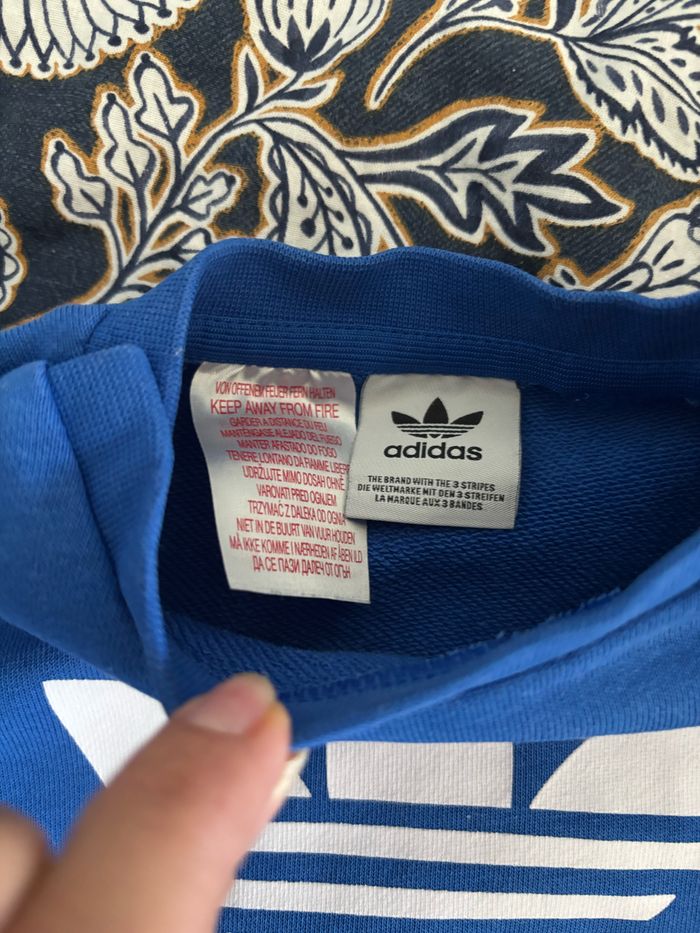 VON OFFENEM FEUER FERN HALTEN
KEEP AWAY FROM FIRE
GARDER A DISTANCE DU FEU
MANTÉNGASE ALEJADO DEL FUEGO
MANTER AFASTADO DO FOGO
TENERE LONTANO DA FIAMME LIBERE
UDRŽUJTE MIMO DOSAH OHNĚ
VAROVATI PRED OGNJEM
TRZYMAĆ Z DALEKA OD OGNIA
NIET IN DE BUURT VAN VUUR HOUDEN
MÅ IKKE KOMME I NÆRHEDEN AF ÅBEN ILD
ДА СЕ ПАЗИ ДАЛЕЧ ОТ ОГЪН
adidas
THE BRAND WITH THE 3 STRIPES
DIE WELTMARKE MIT DEN 3 STREIFEN
LA MARQUE AUX 3 BANDES